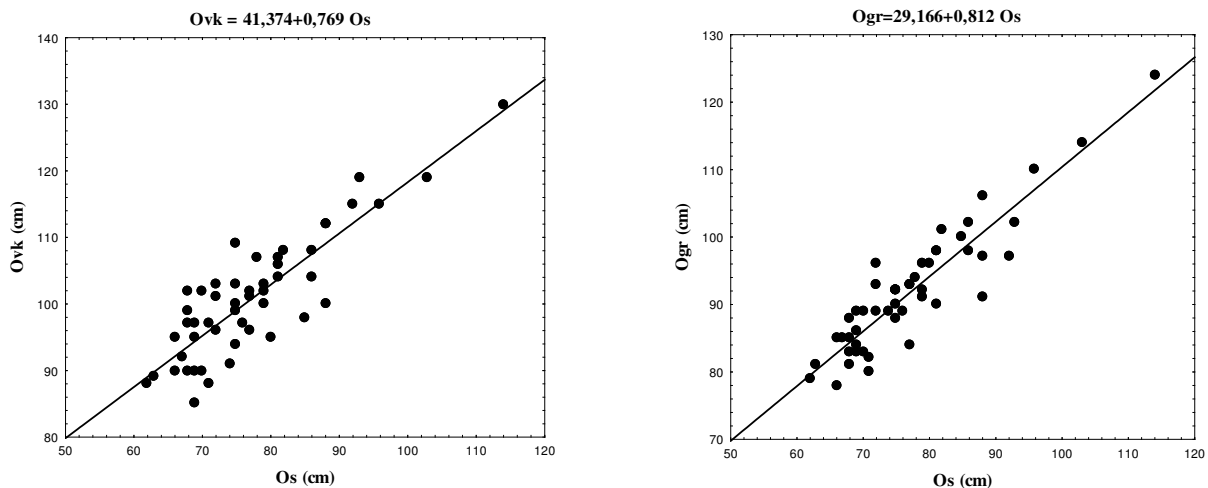 Ovk = 41,374+0,769 Os
140
130
120
110
100
90
80
Ovk (cm)
50 60 70 80 90 100 110 120
Os (cm)
Ogr=29,166+0,812 Os
130
120
110
100
90
80
70
Ogr (cm)
50 60 70 80 90 100 110 120
Os (cm)